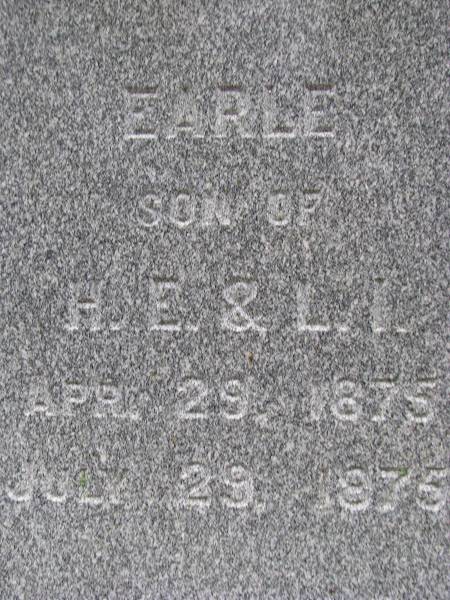 EARLE
SON OF
H. E. & L. I.
APR. 29, 1875
JULY 29, 1875